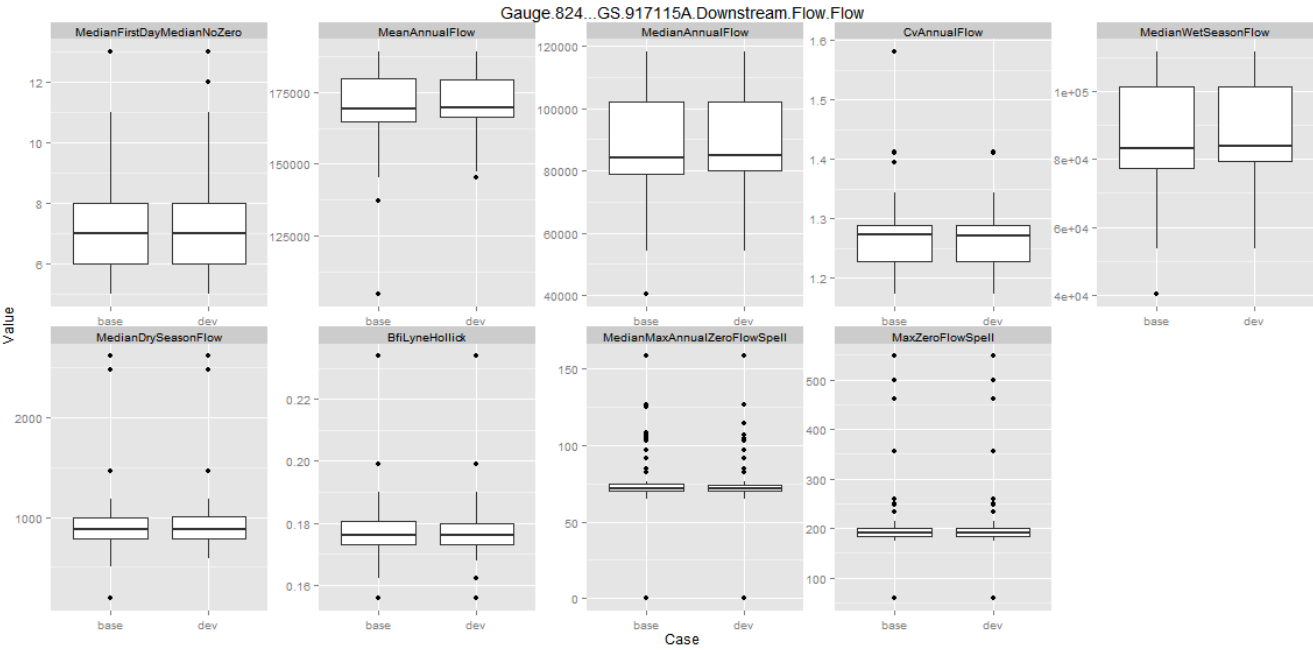 Gauge.824...GS.917115A.Downstream.Flow.Flow
MedianFirstDayMedianNoZero
MeanAnnualFlow
MedianAnnualFlow
CvAnnualFlow
MedianWetSeasonFlow
12
10
8
6
175000
150000
125000
120000
100000
80000
60000
40000
1.6
1.5
1.4
1.3
1.2
1e+05
8e+04
6e+04
4e+04
base
dev
base
dev
base
dev
base
dev
base
dev
Value
MedianDrySeasonFlow
BfiLyneHollick
MedianMaxAnnualZeroFlowSpell
MaxZeroFlowSpell
2000
1000
0.22
0.20
0.18
0.16
150
100
50
0
500
400
300
200
100
base
dev
base
dev
base
dev
base
dev
Case